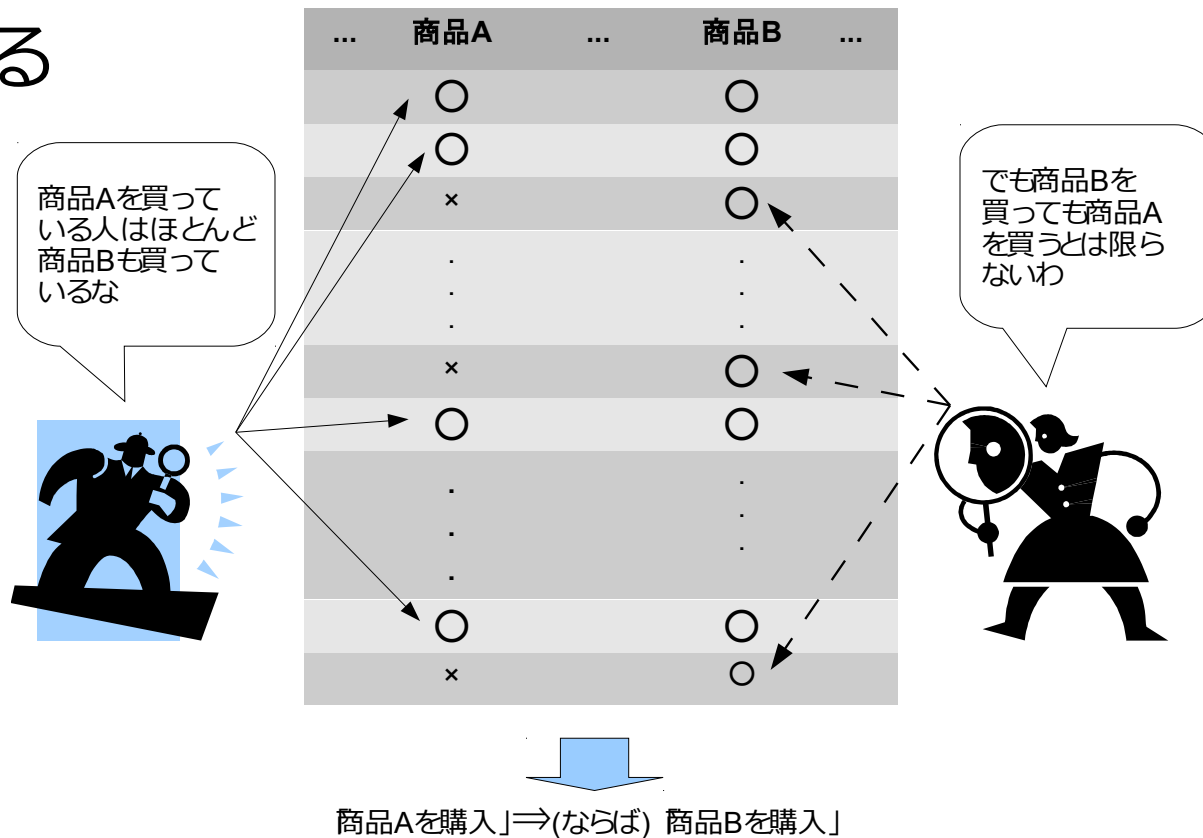 る
... 商品A ... 商品B ...
○ ○
○ ○
× ○
. .
. .
. .
× ○
○ ○
. .
. .
. .
○ ○
× ○
商品Aを買って
いる人はほとんど
商品Bも買って
いるな
でも商品Bを
買っても商品A
を買うとは限ら
ないわ
「商品Aを購入」⇒(ならば) 「商品Bを購入」